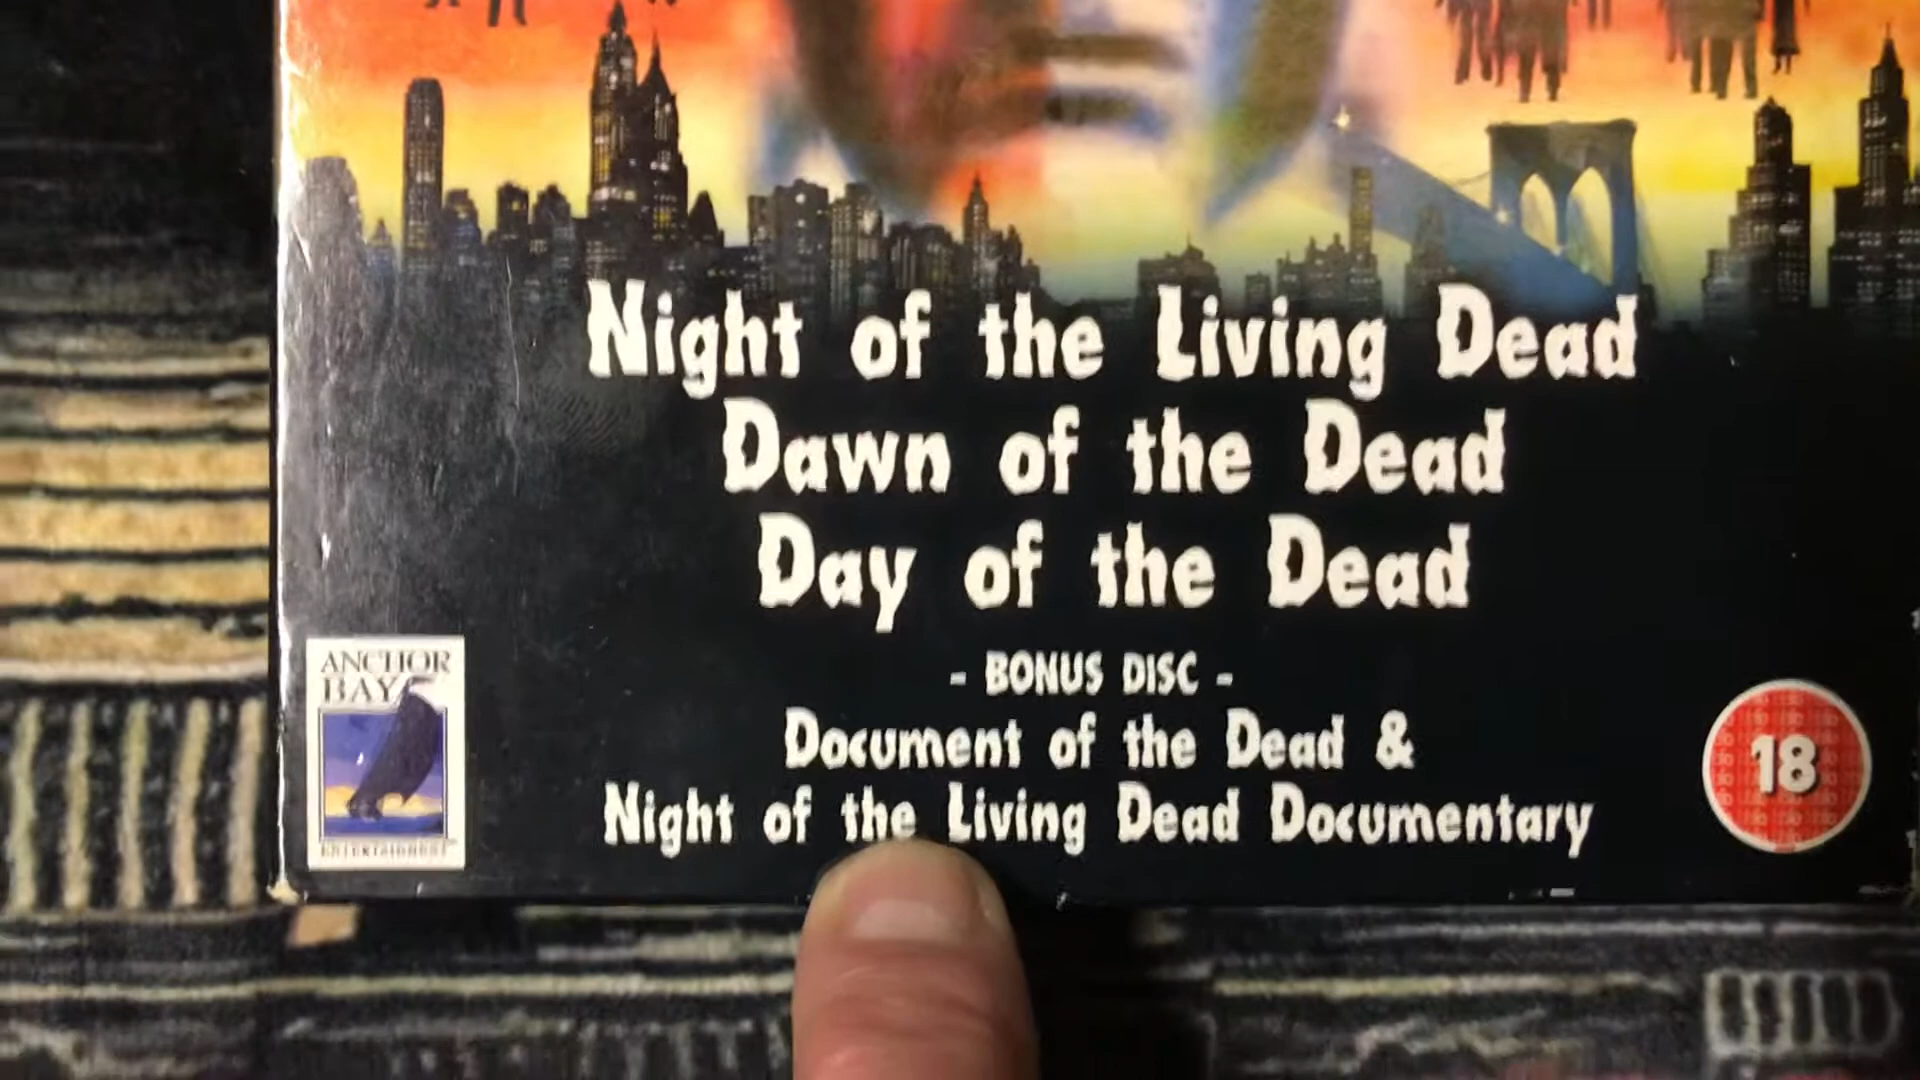 Night of the Living Dead
Dawn of the Dead
Day of the Dead
- BONUS DISC -
Document of the Dead &
Night of the Living Dead Documentary
ANCHOR
BAY
ENTERTAINMENT
18